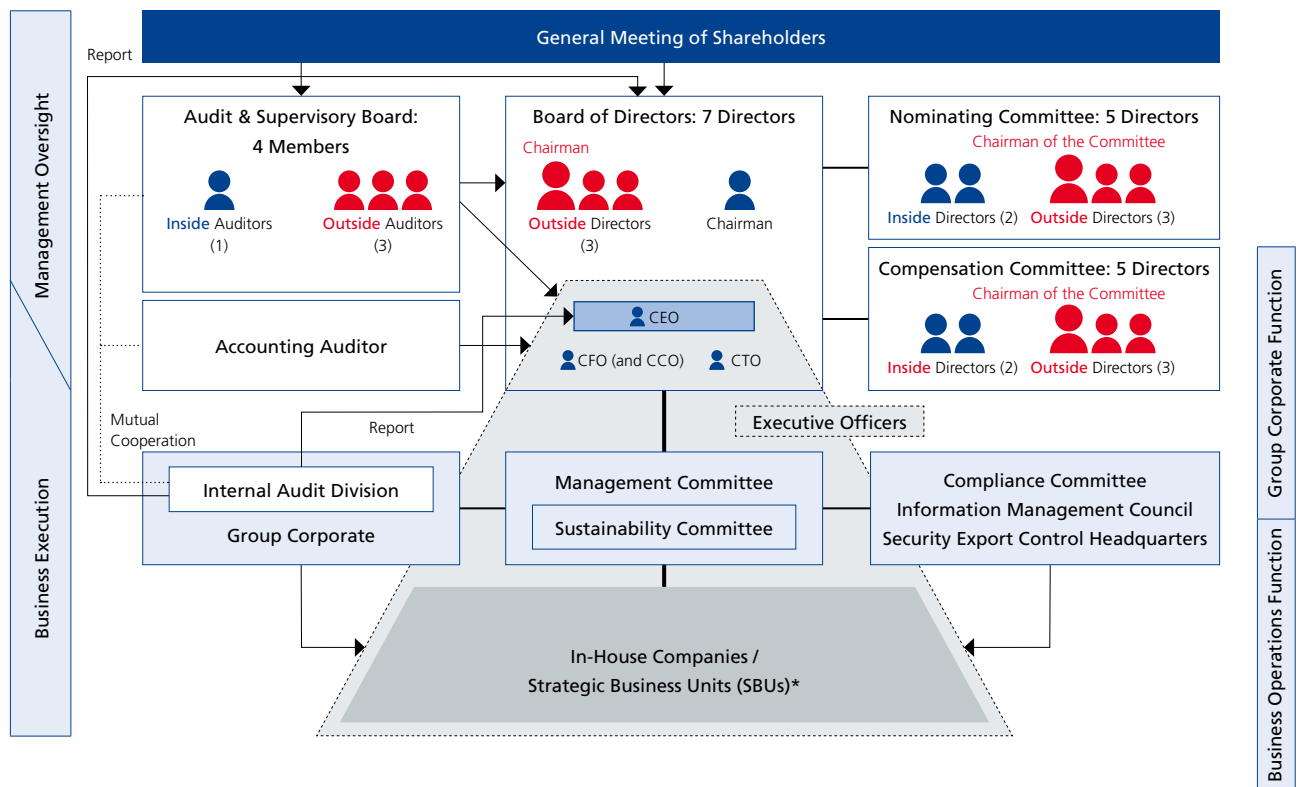 General Meeting of Shareholders
Report
Management Oversight
Business Execution
Audit & Supervisory Board:
4 Members
Inside Auditors
(1)
Outside Auditors
(3)
Board of Directors: 7 Directors
Chairman
Outside Directors
(3)
Chairman
Nominating Committee: 5 Directors
Chairman of the Committee
Inside Directors (2)
Outside Directors (3)
Compensation Committee: 5 Directors
Chairman of the Committee
Inside Directors (2)
Outside Directors (3)
Accounting Auditor
CEO
CFO (and CCO)
CTO
Mutual
Cooperation
Report
Executive Officers
Internal Audit Division
Group Corporate
Management Committee
Sustainability Committee
Compliance Committee
Information Management Council
Security Export Control Headquarters
In-House Companies /
Strategic Business Units (SBUs)*
Group Corporate Function
Business Operations Function